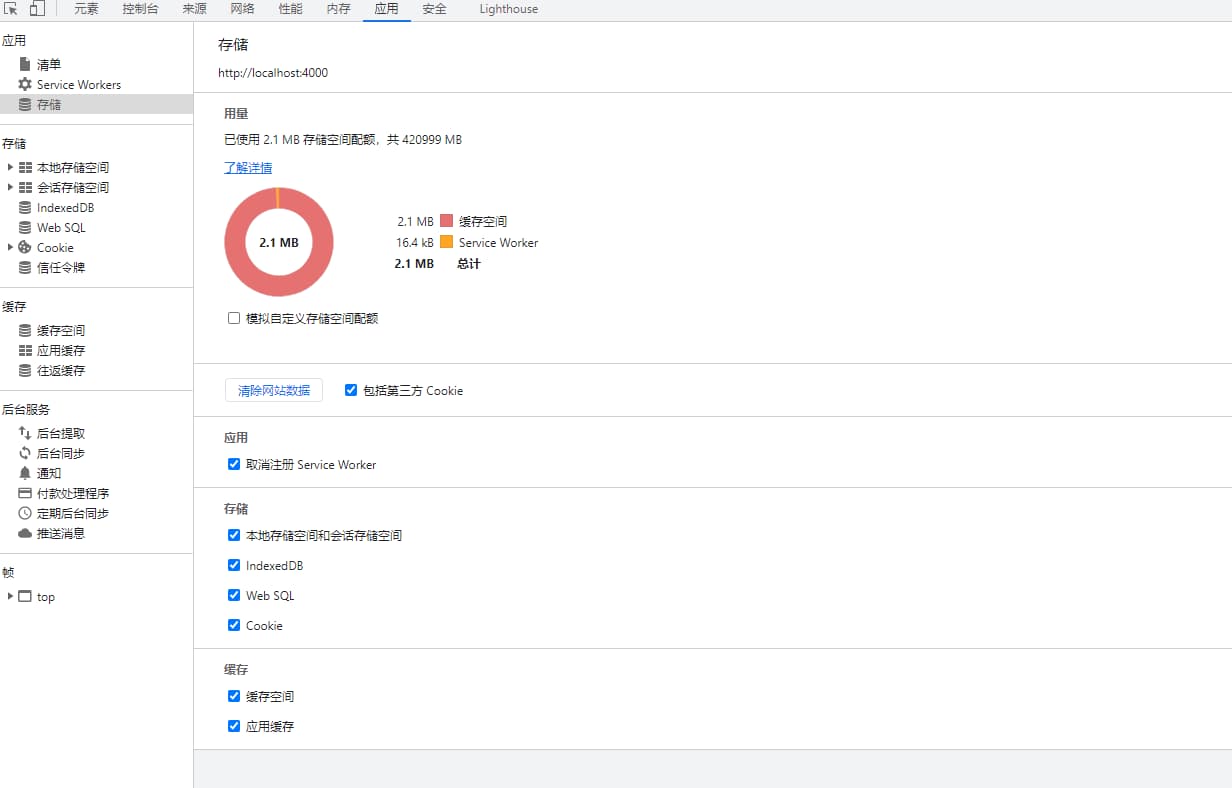 元素 控制台 来源 网络 性能 内存 应用 安全 Lighthouse
应用
清单
Service Workers
存储
存储
本地存储空间
会话存储空间
IndexedDB
Web SQL
Cookie
信任令牌
缓存
缓存空间
应用缓存
往返缓存
后台服务
后台提取
后台同步
通知
付款处理程序
定期后台同步
推送消息
帧
top
存储
http://localhost:4000
用量
已使用 2.1 MB 存储空间配额，共 420999 MB
了解详情
2.1 MB
2.1 MB 缓存空间
16.4 kB Service Worker
2.1 MB 总计
模拟自定义存储空间配额
清除网站数据 包括第三方 Cookie
应用
取消注册 Service Worker
存储
本地存储空间和会话存储空间
IndexedDB
Web SQL
Cookie
缓存
缓存空间
应用缓存